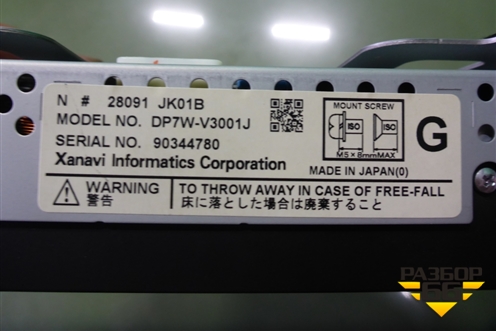 N # 28091 JK01B
MODEL NO. DP7W-V3001J
SERIAL NO. 90344780
Xanavi Informatics Corporation
MOUNT SCREW
ISO ISO
M5×8mmMAX
G
MADE IN JAPAN(0)
WARNING
警告
TO THROW AWAY IN CASE OF FREE-FALL
床に落とした場合は廃棄すること
РАЗБОР
55